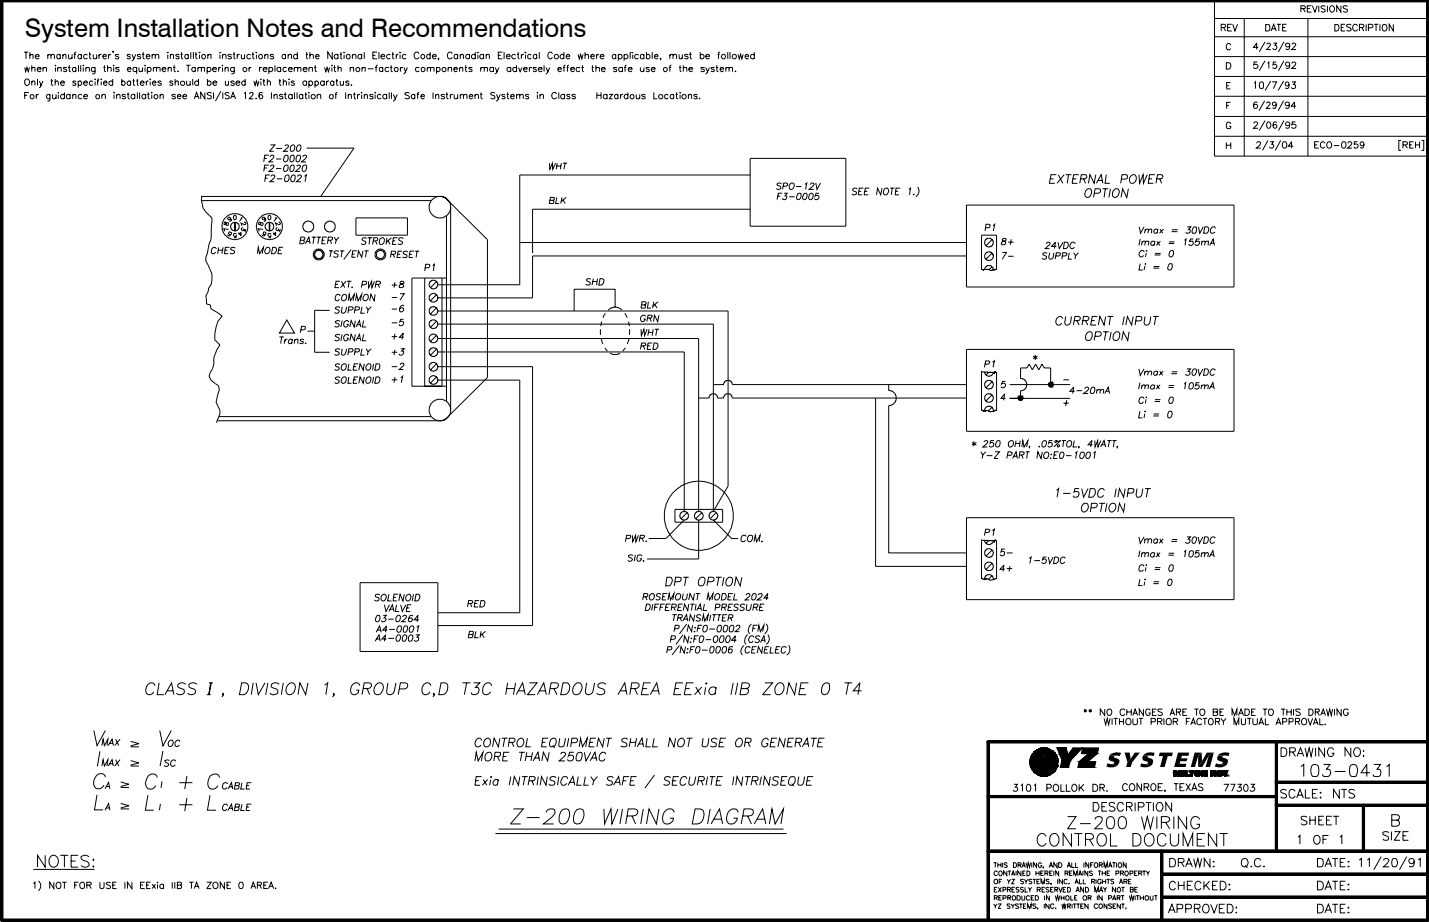 System Installation Notes and Recommendations
The manufacturer's system installtion instructions and the National Electric Code, Canadian Electrical Code where applicable, must be followed
when installing this equipment. Tampering or replacement with non-factory components may adversely effect the safe use of the system.
Only the specified batteries should be used with this apparatus.
For guidance on installation see ANSI/ISA 12.6 Installation of Intrinsically Safe Instrument Systems in Class Hazardous Locations.
REVISIONS
REV DATE DESCRIPTION
C 4/23/92
D 5/15/92
E 10/7/93
F 6/29/94
G 2/06/95
H 2/3/04 ECO-0259 [REH]
Z-200
F2-0002
F2-0020
F2-0021
CHES MODE
BATTERY STROKES
TST/ENT RESET
P1
EXT. PWR +8
COMMON -7
SUPPLY -6
SIGNAL -5
SIGNAL +4
SUPPLY +3
SOLENOID -2
SOLENOID +1
△ P
Trans.
WHT
BLK
SPO-12V
F3-0005
SEE NOTE 1.)
SHD
BLK
GRN
WHT
RED
EXTERNAL POWER
OPTION
P1
8+
7-
24VDC
SUPPLY
Vmax = 30VDC
Imax = 155mA
Ci = 0
Li = 0
CURRENT INPUT
OPTION
P1
*
5
4
-
4-20mA
+
Vmax = 30VDC
Imax = 105mA
Ci = 0
Li = 0
* 250 OHM, .05%TOL, 4WATT,
Y-Z PART NO:E0-1001
1-5VDC INPUT
OPTION
P1
5-
4+
1-5VDC
Vmax = 30VDC
Imax = 105mA
Ci = 0
Li = 0
PWR.
COM.
SIG.
DPT OPTION
ROSEMOUNT MODEL 2024
DIFFERENTIAL PRESSURE
TRANSMITTER
P/N:F0-0002 (FM)
P/N:F0-0004 (CSA)
P/N:F0-0006 (CENELEC)
SOLENOID
VALVE
03-0264
A4-0001
A4-0003
RED
BLK
CLASS I, DIVISION 1, GROUP C,D T3C HAZARDOUS AREA EExia IIB ZONE 0 T4
VMAX ≥ VOC
IMAX ≥ ISC
CA ≥ CI + CCABLE
LA ≥ LI + LCABLE
CONTROL EQUIPMENT SHALL NOT USE OR GENERATE
MORE THAN 250VAC
Exia INTRINSICALLY SAFE / SECURITE INTRINSEQUE
Z-200 WIRING DIAGRAM
NOTES:
1) NOT FOR USE IN EExia IIB TA ZONE 0 AREA.
** NO CHANGES ARE TO BE MADE TO THIS DRAWING
WITHOUT PRIOR FACTORY MUTUAL APPROVAL.
YZ SYSTEMS
MILTON ROY.
3101 POLLOK DR. CONROE, TEXAS 77303
DRAWING NO:
103-0431
SCALE: NTS
DESCRIPTION
Z-200 WIRING
CONTROL DOCUMENT
SHEET
1 OF 1
B
SIZE
THIS DRAWING, AND ALL INFORMATION
CONTAINED HEREIN REMAINS THE PROPERTY
OF YZ SYSTEMS, INC. ALL RIGHTS ARE
EXPRESSLY RESERVED AND MAY NOT BE
REPRODUCED IN WHOLE OR IN PART WITHOUT
YZ SYSTEMS, INC. WRITTEN CONSENT.
DRAWN: Q.C. DATE: 11/20/91
CHECKED: DATE:
APPROVED: DATE: